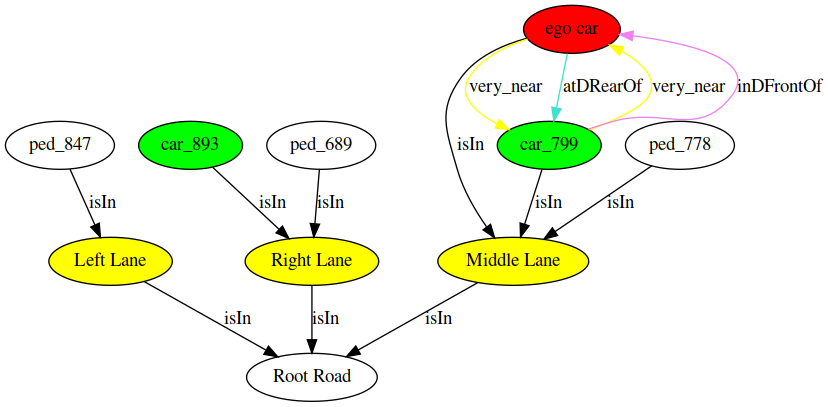 ego car
very_near
atDRearOf
very_near
inDFrontOf
ped_847
car_893
ped_689
isIn
car_799
ped_778
isIn
isIn
isIn
isIn
isIn
Left Lane
Right Lane
Middle Lane
isIn
isIn
isIn
Root Road